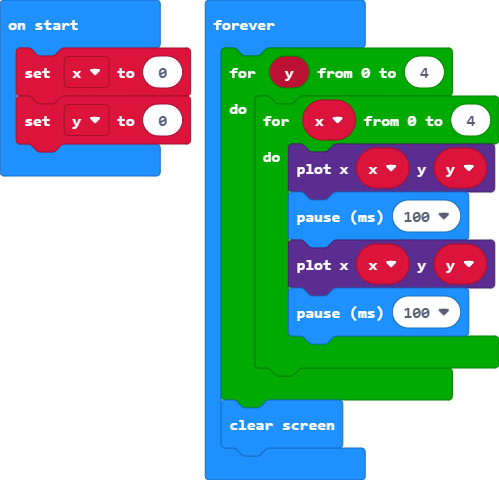 on start
set x to 0
set y to 0
forever
for y from 0 to 4
do
for x from 0 to 4
do
plot x x y y
pause (ms) 100
plot x x y y
pause (ms) 100
clear screen